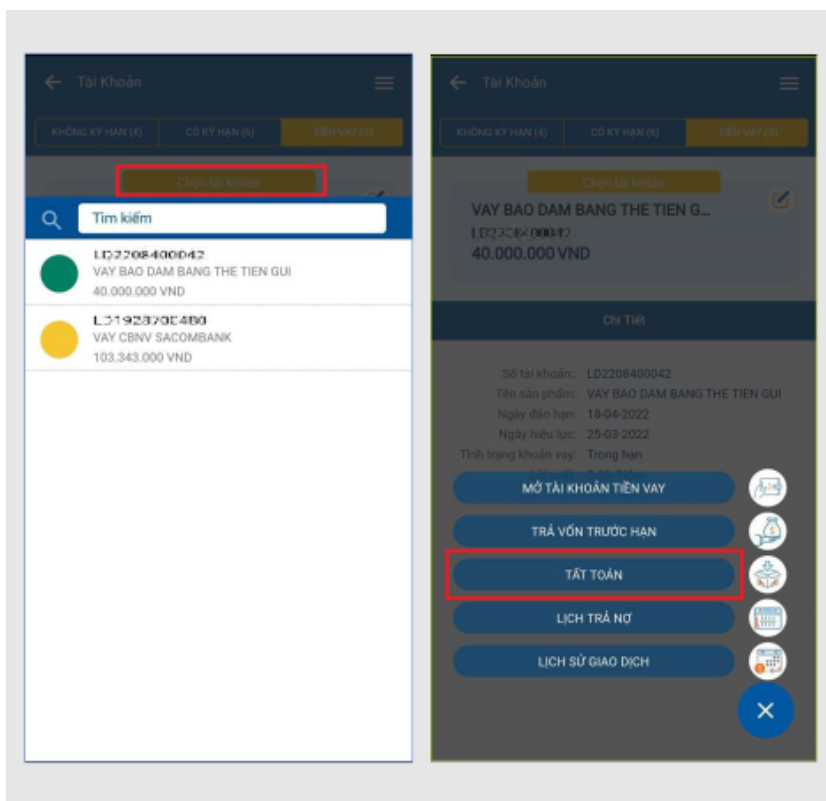 Tài Khoản
KHÔNG KỲ HẠN (4) CÓ KỲ HẠN (6) TIỀN VAY (2)
Chọn tài khoản
Tìm kiếm
LD2208400042
VAY BAO DAM BANG THE TIEN GUI
40.000.000 VND
VAY CBNV SACOMBANK
103.343.000 VND
Tài Khoản
KHÔNG KỲ HẠN (4) CÓ KỲ HẠN (6) TIỀN VAY (2)
Chọn tài khoản
VAY BAO DAM BANG THE TIEN G...
40.000.000 VND
Chi Tiết
Số tài khoản: LD2208400042
Tên sản phẩm: VAY BAO DAM BANG THE TIEN GUI
Ngày đáo hạn: 18-04-2022
Ngày hiệu lực: 25-03-2022
Tình trạng khoản vay: Trong hạn
MỞ TÀI KHOẢN TIỀN VAY
TRẢ VỐN TRƯỚC HẠN
TẤT TOÁN
LỊCH TRẢ NỢ
LỊCH SỬ GIAO DỊCH